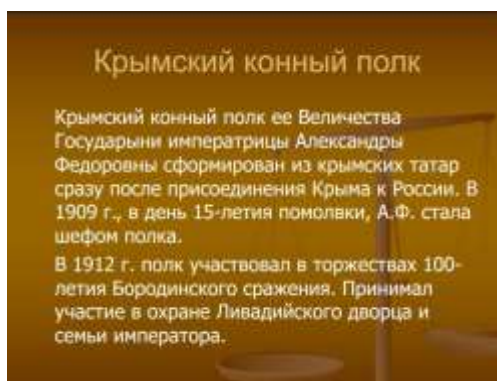 Крымский конный полк
Крымский конный полк ее Величества
Государыни императрицы Александры
Федоровны сформирован из крымских татар
сразу после присоединения Крыма к России. В
1909 г., в день 15-летия помолвки, А.Ф. стала
шефом полка.
В 1912 г. полк участвовал в торжествах 100-
летия Бородинского сражения. Принимал
участие в охране Ливадийского дворца и
семьи императора.